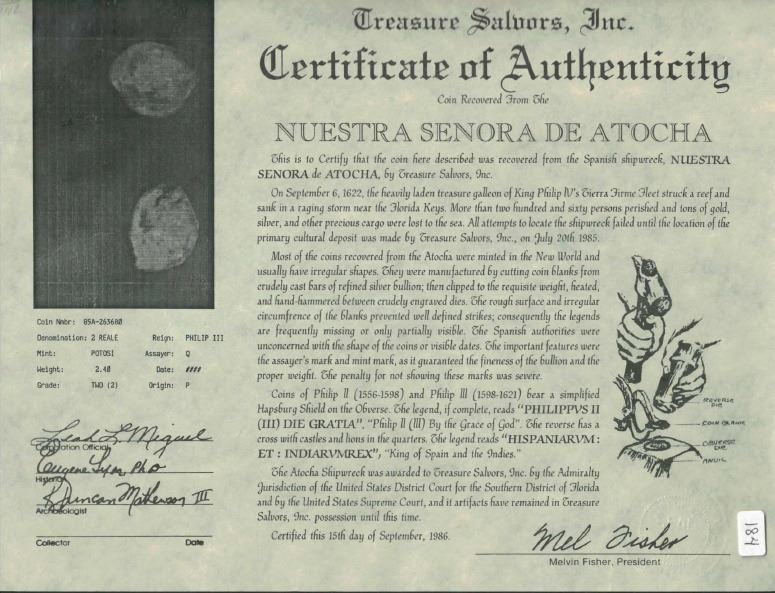 Treasure Salvors, Inc.
Certificate of Authenticity
Coin Recovered From The
NUESTRA SENORA DE ATOCHA
This is to Certify that the coin here described was recovered from the Spanish shipwreck, NUESTRA
SENORA de ATOCHA, by Treasure Salvors, Inc.
On September 6, 1622, the heavily laden treasure galleon of King Philip IV's Tierra Firme Fleet struck a reef and
sank in a raging storm near the Florida Keys. More than two hundred and sixty persons perished and tons of gold,
silver, and other precious cargo were lost to the sea. All attempts to locate the shipwreck failed until the location of the
primary cultural deposit was made by Treasure Salvors, Inc., on July 20th 1985.
Most of the coins recovered from the Atocha were minted in the New World and
usually have irregular shapes. They were manufactured by cutting coin blanks from
crudely cast bars of refined silver bullion; then clipped to the requisite weight, heated,
and hand-hammered between crudely engraved dies. The rough surface and irregular
circumfrence of the blanks prevented well defined strikes; consequently the legends
are frequently missing or only partially visible. The Spanish authorities were
unconcerned with the shape of the coins or visible dates. The important features were
the assayer's mark and mint mark, as it guaranteed the fineness of the bullion and the
proper weight. The penalty for not showing these marks was severe.
Coins of Philip II (1556-1598) and Philip III (1598-1621) bear a simplified
Hapsburg Shield on the Obverse. The legend, if complete, reads "PHILIPPVS II
(III) DIE GRATIA", "Philip II (III) By the Grace of God". The reverse has a
cross with castles and lions in the quarters. The legend reads "HISPANIARVM :
ET : INDIARVMREX", "King of Spain and the Indies."
The Atocha Shipwreck was awarded to Treasure Salvors, Inc. by the Admiralty
Jurisdiction of the United States District Court for the Southern District of Florida
and by the United States Supreme Court, and it artifacts have remained in Treasure
Salvors, Inc. possession until this time.
Certified this 15th day of September, 1986.
Coin Nmbr: 85A-263680
Denomination: 2 REALE Reign: PHILIP III
Mint: POTOSI Assayer: Q
Weight: 2.40 Date: ####
Grade: TWO (2) Origin: P
Leah L Miguel
Corporation Official
Eugene Lyon PhD
Historian
R Duncan Mathewson III
Archaeologist
Collector Date
REVERSE
DIE
COIN BLANK
OBVERSE
DIE
ANVIL
Mel Fisher
Melvin Fisher, President
184